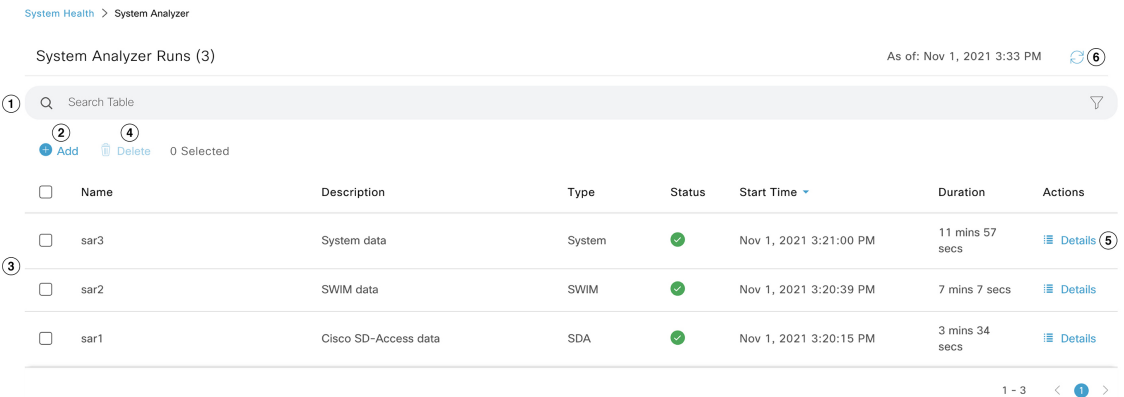 System Health > System Analyzer
System Analyzer Runs (3)
As of: Nov 1, 2021 3:33 PM
6
1
Search Table
2
4
Add
Delete
0 Selected
Name Description Type Status Start Time Duration Actions
sar3 System data System Nov 1, 2021 3:21:00 PM 11 mins 57 secs Details 5
3
sar2 SWIM data SWIM Nov 1, 2021 3:20:39 PM 7 mins 7 secs Details
sar1 Cisco SD-Access data SDA Nov 1, 2021 3:20:15 PM 3 mins 34 secs Details
1 - 3 < 1 >